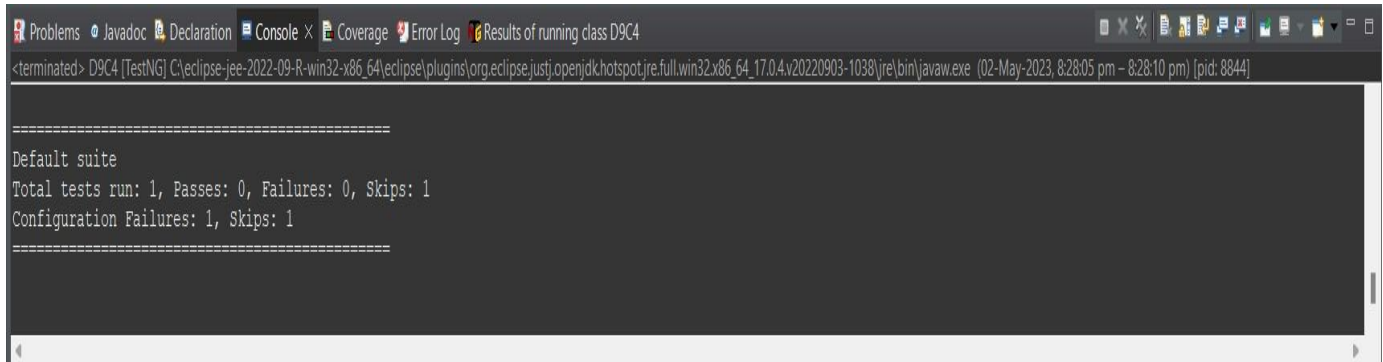 Problems Javadoc Declaration Console Coverage Error Log Results of running class D9C4
<terminated> D9C4 [TestNG] C:\eclipse-jee-2022-09-R-win32-x86_64\eclipse\plugins\org.eclipse.justj.openjdk.hotspot.jre.full.win32.x86_64_17.0.4.v20220903-1038\jre\bin\javaw.exe (02-May-2023, 8:28:05 pm – 8:28:10 pm) [pid: 8844]
===============================================
Default suite
Total tests run: 1, Passes: 0, Failures: 0, Skips: 1
Configuration Failures: 1, Skips: 1
===============================================